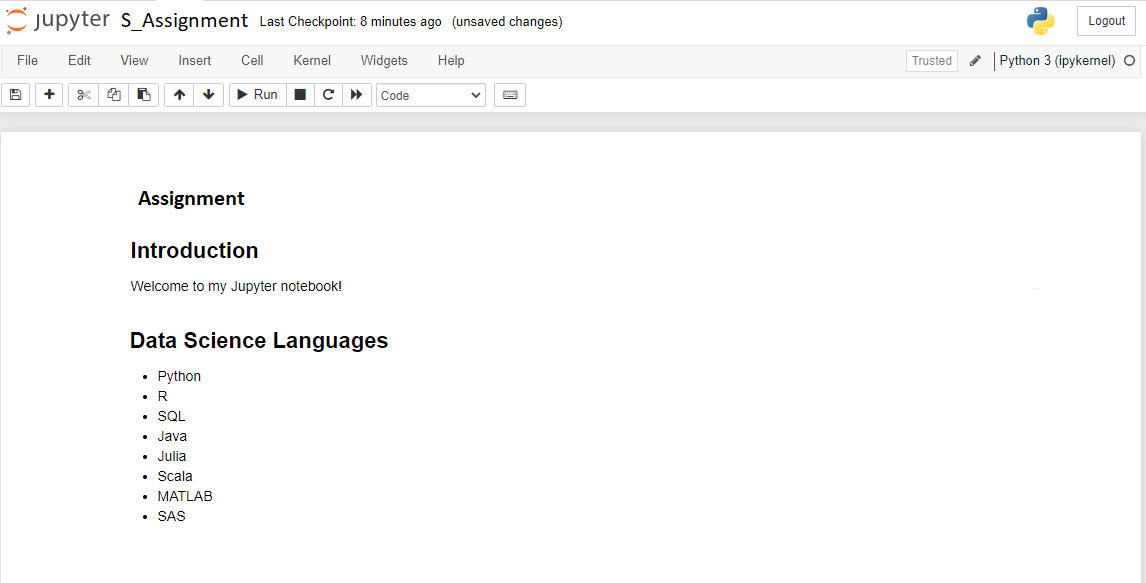 jupyter S_Assignment Last Checkpoint: 8 minutes ago (unsaved changes) Logout
File Edit View Insert Cell Kernel Widgets Help Trusted Python 3 (ipykernel)
Run Code
Assignment
Introduction
Welcome to my Jupyter notebook!
Data Science Languages
• Python
• R
• SQL
• Java
• Julia
• Scala
• MATLAB
• SAS